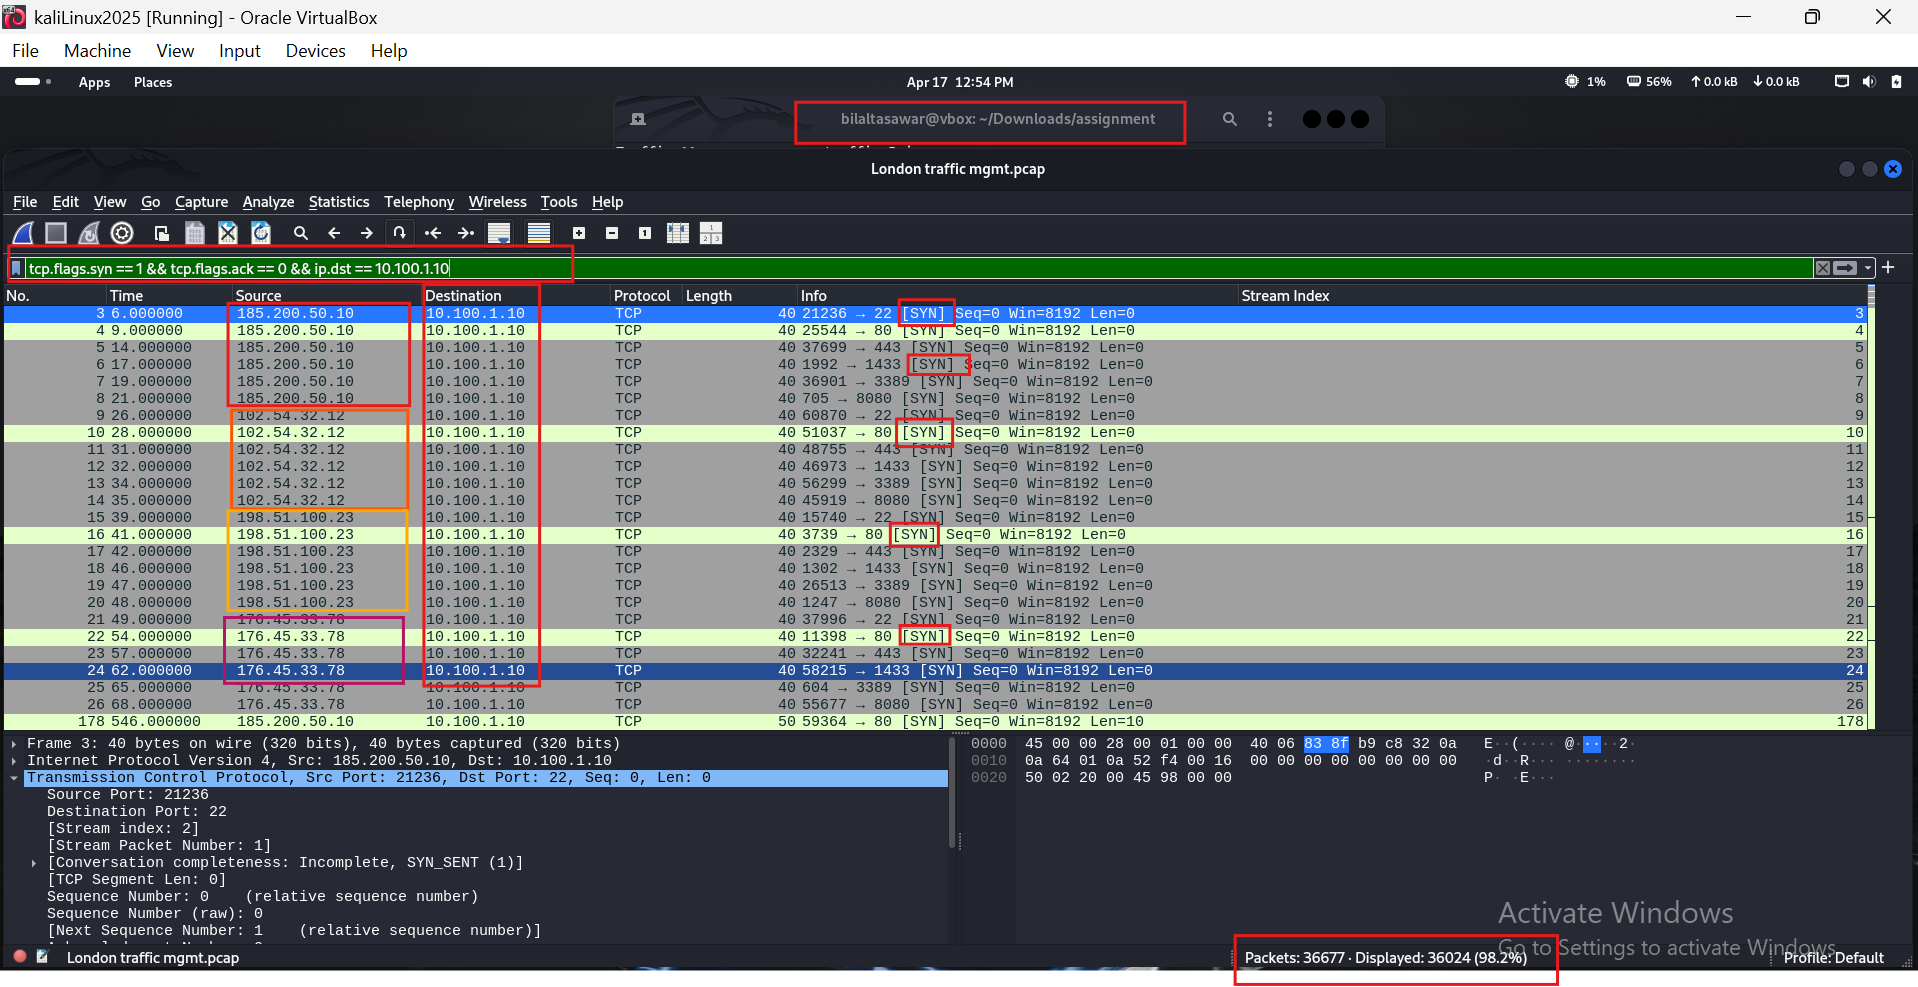 kaliLinux2025 [Running] - Oracle VirtualBox
File Machine View Input Devices Help
Apps Places Apr 17 12:54 PM 1% 56% ↑0.0 kB ↓0.0 kB
bilaltasawar@vbox: ~/Downloads/assignment
London traffic mgmt.pcap
File Edit View Go Capture Analyze Statistics Telephony Wireless Tools Help
tcp.flags.syn == 1 && tcp.flags.ack == 0 && ip.dst == 10.100.1.10
No. Time Source Destination Protocol Length Info Stream Index
3 6.000000 185.200.50.10 10.100.1.10 TCP 40 21236 → 22 [SYN] Seq=0 Win=8192 Len=0 3
4 9.000000 185.200.50.10 10.100.1.10 TCP 40 25544 → 80 [SYN] Seq=0 Win=8192 Len=0 4
5 14.000000 185.200.50.10 10.100.1.10 TCP 40 37699 → 443 [SYN] Seq=0 Win=8192 Len=0 5
6 17.000000 185.200.50.10 10.100.1.10 TCP 40 1992 → 1433 [SYN] Seq=0 Win=8192 Len=0 6
7 19.000000 185.200.50.10 10.100.1.10 TCP 40 36901 → 3389 [SYN] Seq=0 Win=8192 Len=0 7
8 21.000000 185.200.50.10 10.100.1.10 TCP 40 705 → 8080 [SYN] Seq=0 Win=8192 Len=0 8
9 26.000000 102.54.32.12 10.100.1.10 TCP 40 60870 → 22 [SYN] Seq=0 Win=8192 Len=0 9
10 28.000000 102.54.32.12 10.100.1.10 TCP 40 51037 → 80 [SYN] Seq=0 Win=8192 Len=0 10
11 31.000000 102.54.32.12 10.100.1.10 TCP 40 48755 → 443 [SYN] Seq=0 Win=8192 Len=0 11
12 32.000000 102.54.32.12 10.100.1.10 TCP 40 46973 → 1433 [SYN] Seq=0 Win=8192 Len=0 12
13 34.000000 102.54.32.12 10.100.1.10 TCP 40 56299 → 3389 [SYN] Seq=0 Win=8192 Len=0 13
14 35.000000 102.54.32.12 10.100.1.10 TCP 40 45919 → 8080 [SYN] Seq=0 Win=8192 Len=0 14
15 39.000000 198.51.100.23 10.100.1.10 TCP 40 15740 → 22 [SYN] Seq=0 Win=8192 Len=0 15
16 41.000000 198.51.100.23 10.100.1.10 TCP 40 3739 → 80 [SYN] Seq=0 Win=8192 Len=0 16
17 42.000000 198.51.100.23 10.100.1.10 TCP 40 2329 → 443 [SYN] Seq=0 Win=8192 Len=0 17
18 46.000000 198.51.100.23 10.100.1.10 TCP 40 1302 → 1433 [SYN] Seq=0 Win=8192 Len=0 18
19 47.000000 198.51.100.23 10.100.1.10 TCP 40 26513 → 3389 [SYN] Seq=0 Win=8192 Len=0 19
20 48.000000 198.51.100.23 10.100.1.10 TCP 40 1247 → 8080 [SYN] Seq=0 Win=8192 Len=0 20
21 49.000000 176.45.33.78 10.100.1.10 TCP 40 37996 → 22 [SYN] Seq=0 Win=8192 Len=0 21
22 54.000000 176.45.33.78 10.100.1.10 TCP 40 11398 → 80 [SYN] Seq=0 Win=8192 Len=0 22
23 57.000000 176.45.33.78 10.100.1.10 TCP 40 32241 → 443 [SYN] Seq=0 Win=8192 Len=0 23
24 62.000000 176.45.33.78 10.100.1.10 TCP 40 58215 → 1433 [SYN] Seq=0 Win=8192 Len=0 24
25 65.000000 176.45.33.78 10.100.1.10 TCP 40 604 → 3389 [SYN] Seq=0 Win=8192 Len=0 25
26 68.000000 176.45.33.78 10.100.1.10 TCP 40 55677 → 8080 [SYN] Seq=0 Win=8192 Len=0 26
178 546.000000 185.200.50.10 10.100.1.10 TCP 50 59364 → 80 [SYN] Seq=0 Win=8192 Len=10 178
Frame 3: 40 bytes on wire (320 bits), 40 bytes captured (320 bits)
Internet Protocol Version 4, Src: 185.200.50.10, Dst: 10.100.1.10
Transmission Control Protocol, Src Port: 21236, Dst Port: 22, Seq: 0, Len: 0
Source Port: 21236
Destination Port: 22
[Stream index: 2]
[Stream Packet Number: 1]
[Conversation completeness: Incomplete, SYN_SENT (1)]
[TCP Segment Len: 0]
Sequence Number: 0 (relative sequence number)
Sequence Number (raw): 0
[Next Sequence Number: 1 (relative sequence number)]
0000 45 00 00 28 00 01 00 00 40 06 83 8f b9 c8 32 0a E··(····@·····2·
0010 0a 64 01 0a 52 f4 00 16 00 00 00 00 00 00 00 00 ·d··R···········
0020 50 02 20 00 45 98 00 00 P· ·E···
Activate Windows
Go to Settings to activate Windows.
London traffic mgmt.pcap Packets: 36677 · Displayed: 36024 (98.2%) Profile: Default